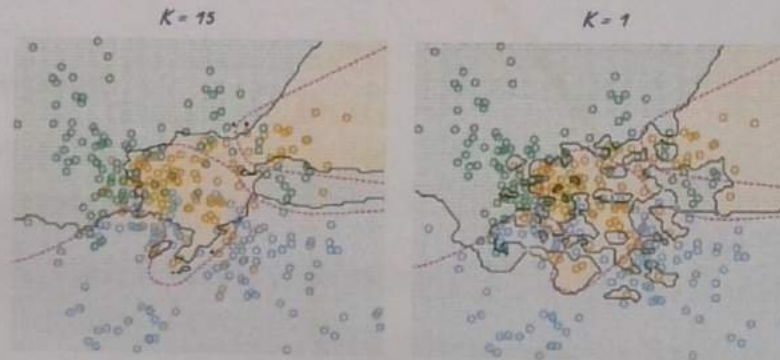 K = 15
K = 1